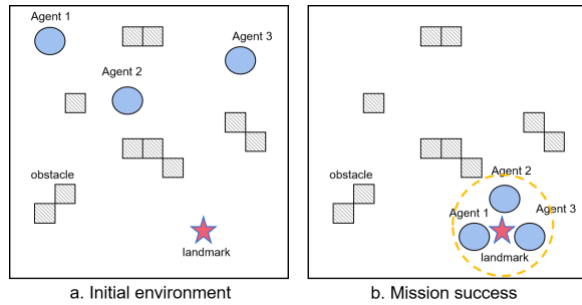 Agent 1
Agent 3
Agent 2
obstacle
landmark
a. Initial environment
obstacle
Agent 2
Agent 1
Agent 3
landmark
b. Mission success